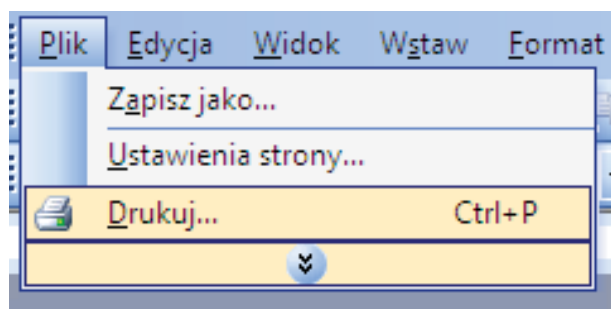 Plik Edycja Widok Wstaw Format
Zapisz jako...
Ustawienia strony...
Drukuj... Ctrl+P